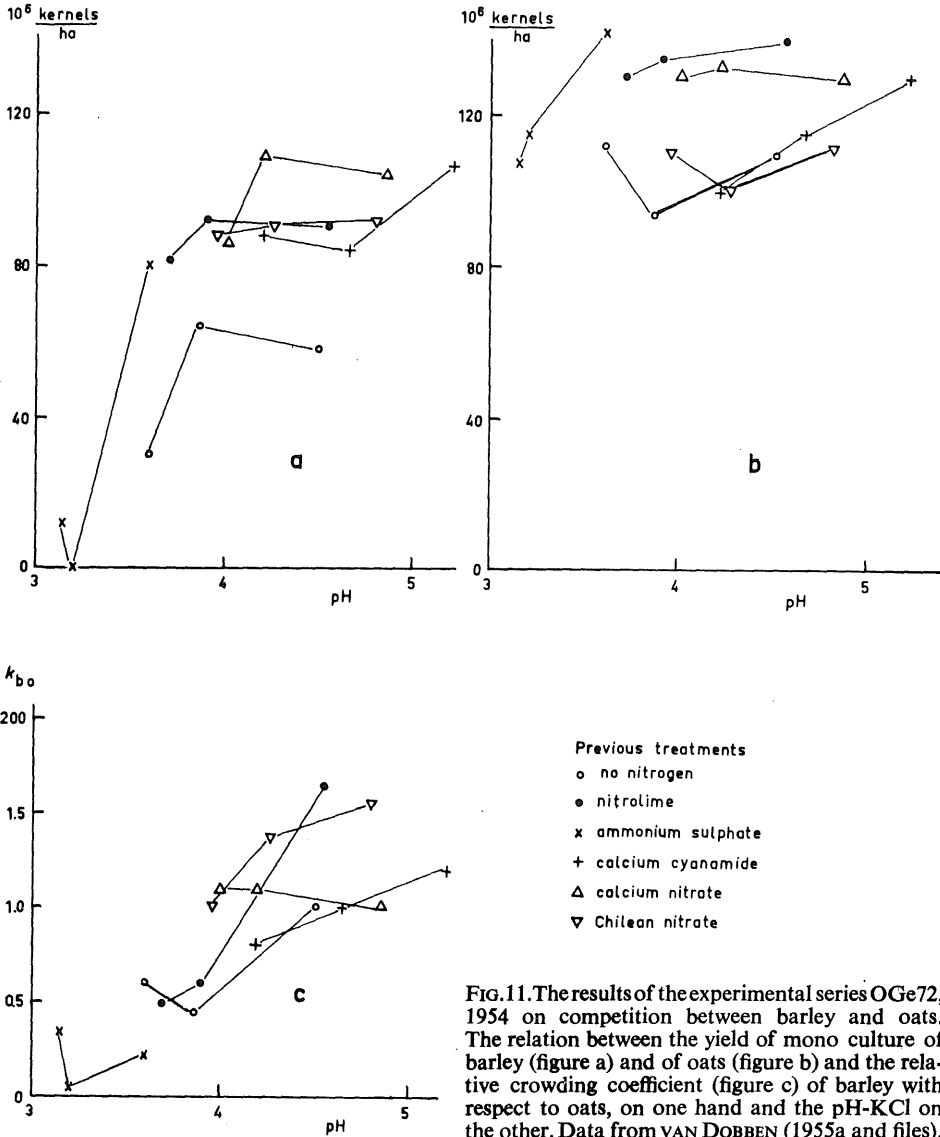 10⁶ kernels
ha
120
80
40
0
3
4
5
pH
a
10⁶ kernels
ha
120
80
40
0
3
4
5
pH
b
k b o
200
1.5
1.0
0.5
0
3
4
5
pH
c
Previous treatments
no nitrogen
nitrolime
ammonium sulphate
calcium cyanamide
calcium nitrate
Chilean nitrate
FIG.11.The results of the experimental series OGe72,
1954 on competition between barley and oats.
The relation between the yield of mono culture of
barley (figure a) and of oats (figure b) and the rela-
tive crowding coefficient (figure c) of barley with
respect to oats, on one hand and the pH-KCl on
the other. Data from VAN DOBBEN (1955a and files).